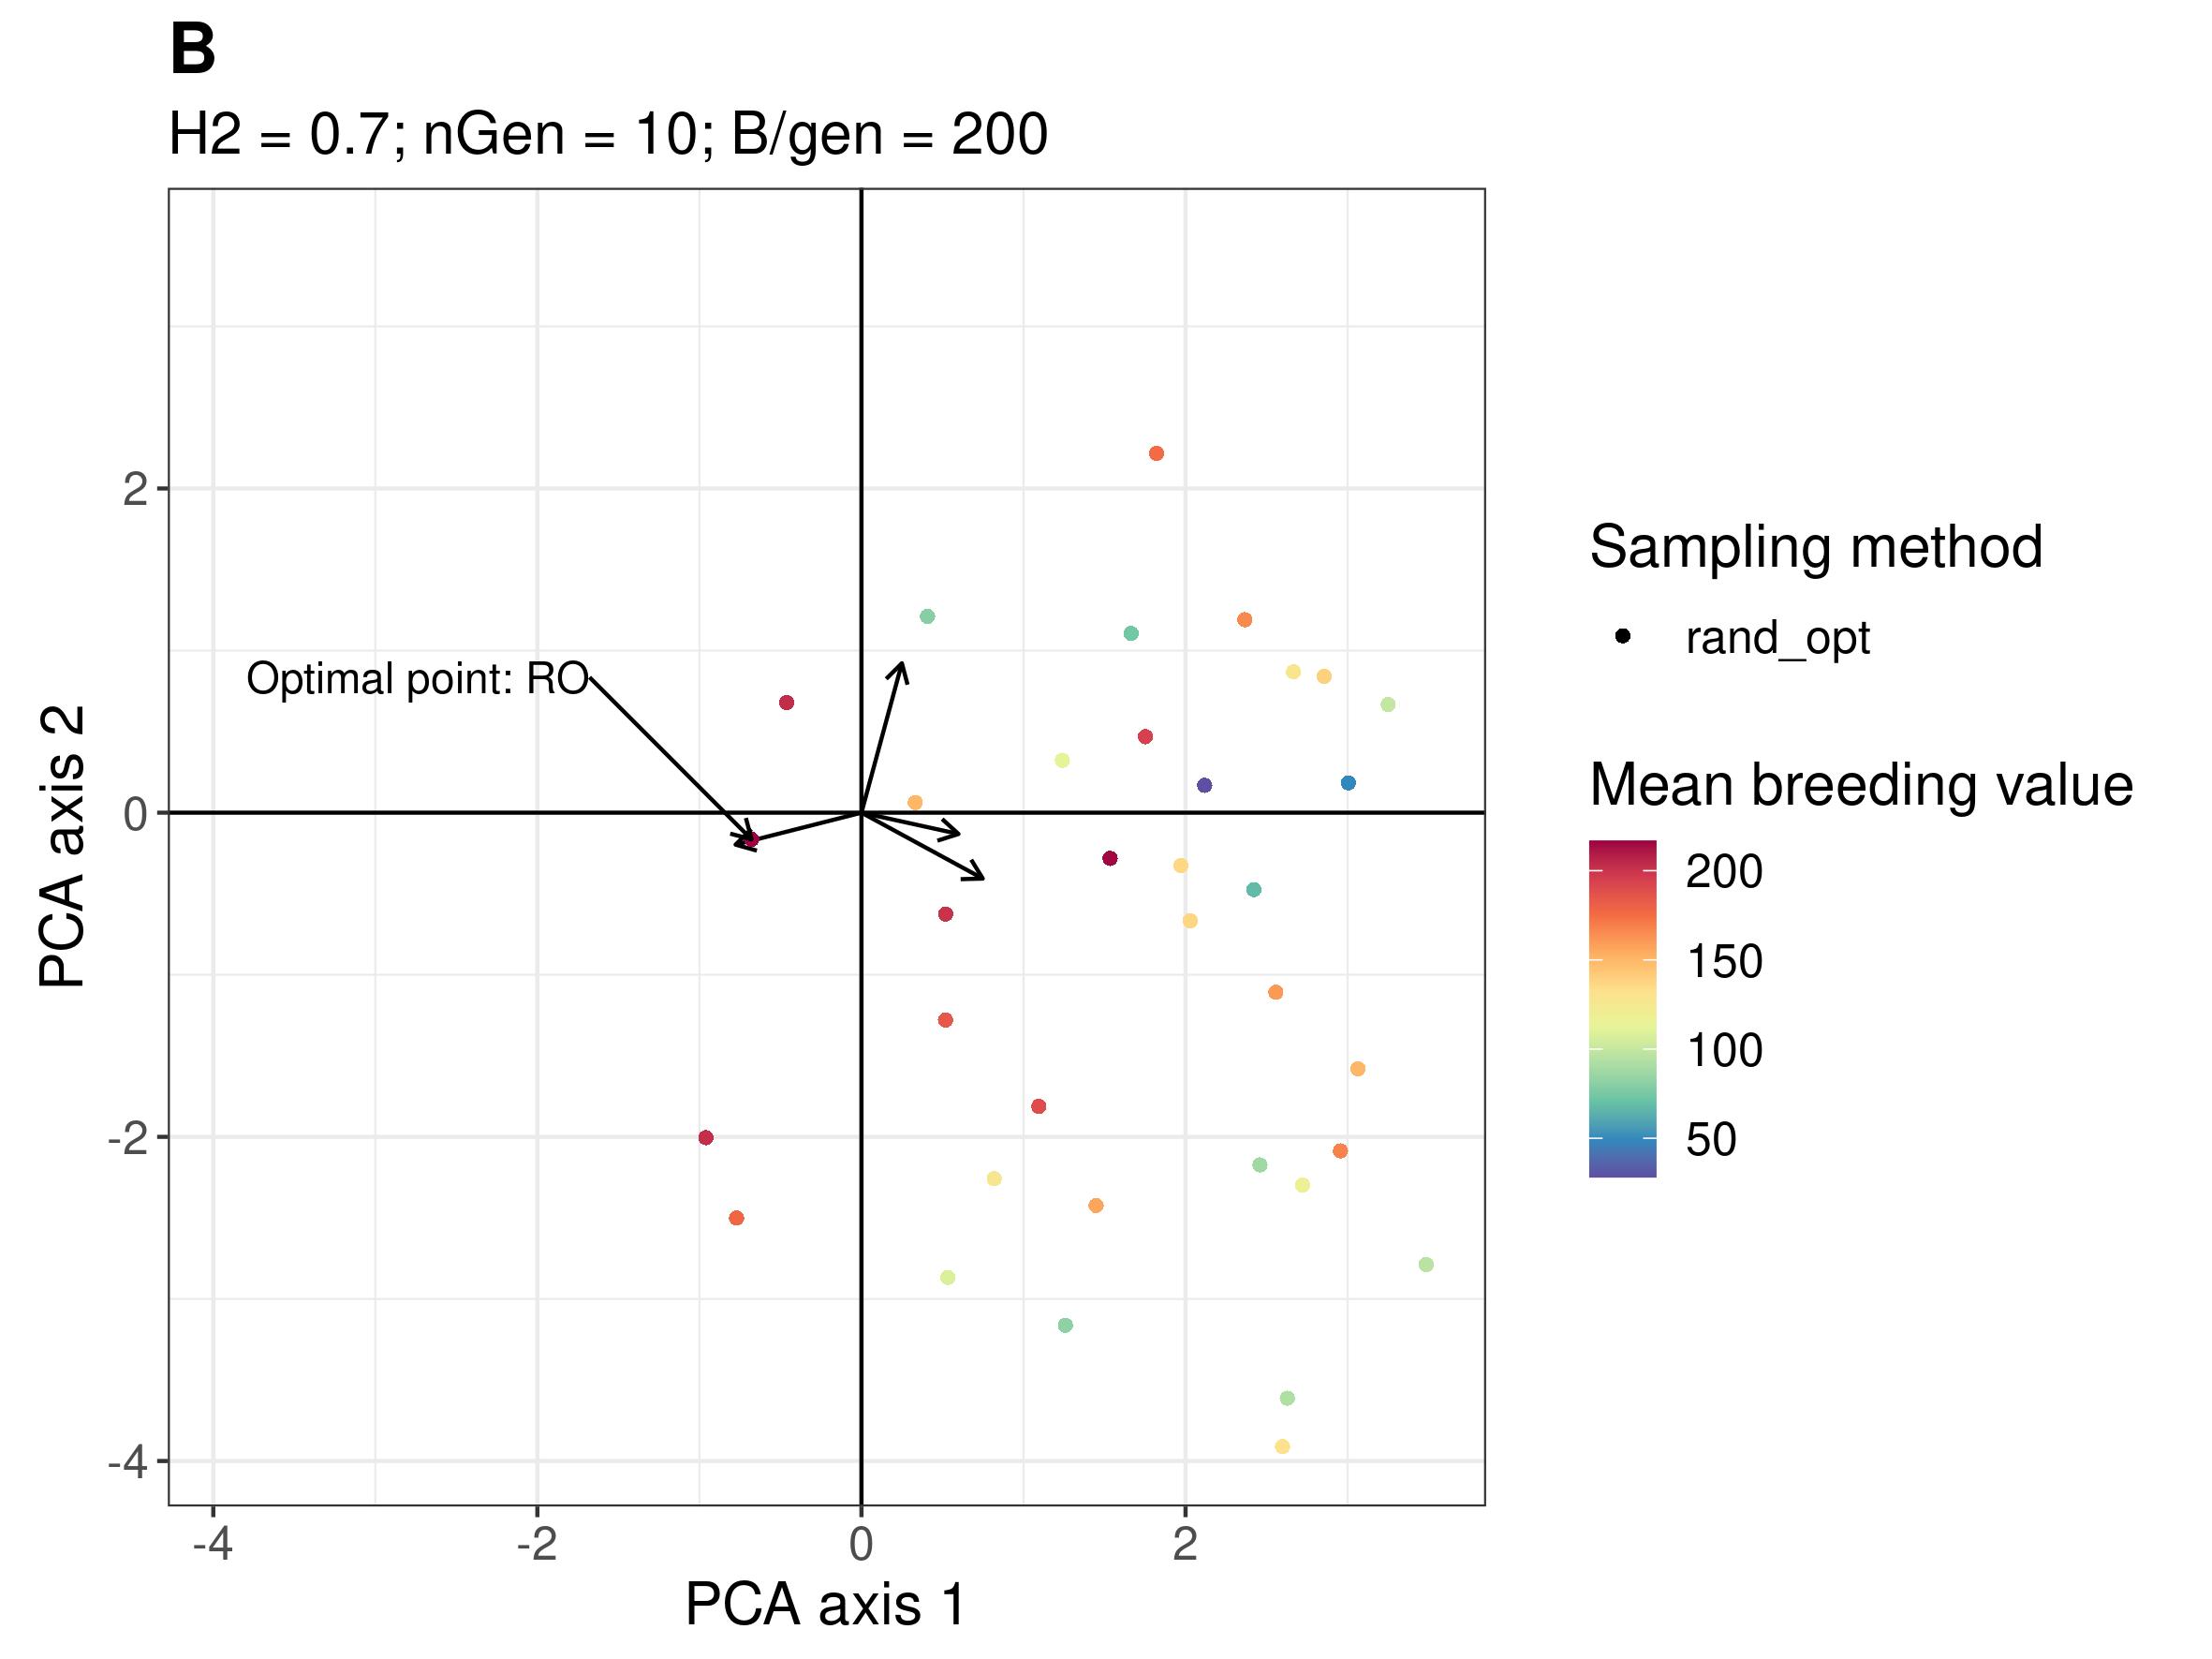 B
H2 = 0.7; nGen = 10; B/gen = 200
Optimal point: RO
PCA axis 2
2
0
-2
-4
-4
-2
0
2
PCA axis 1
Sampling method
rand_opt
Mean breeding value
200
150
100
50